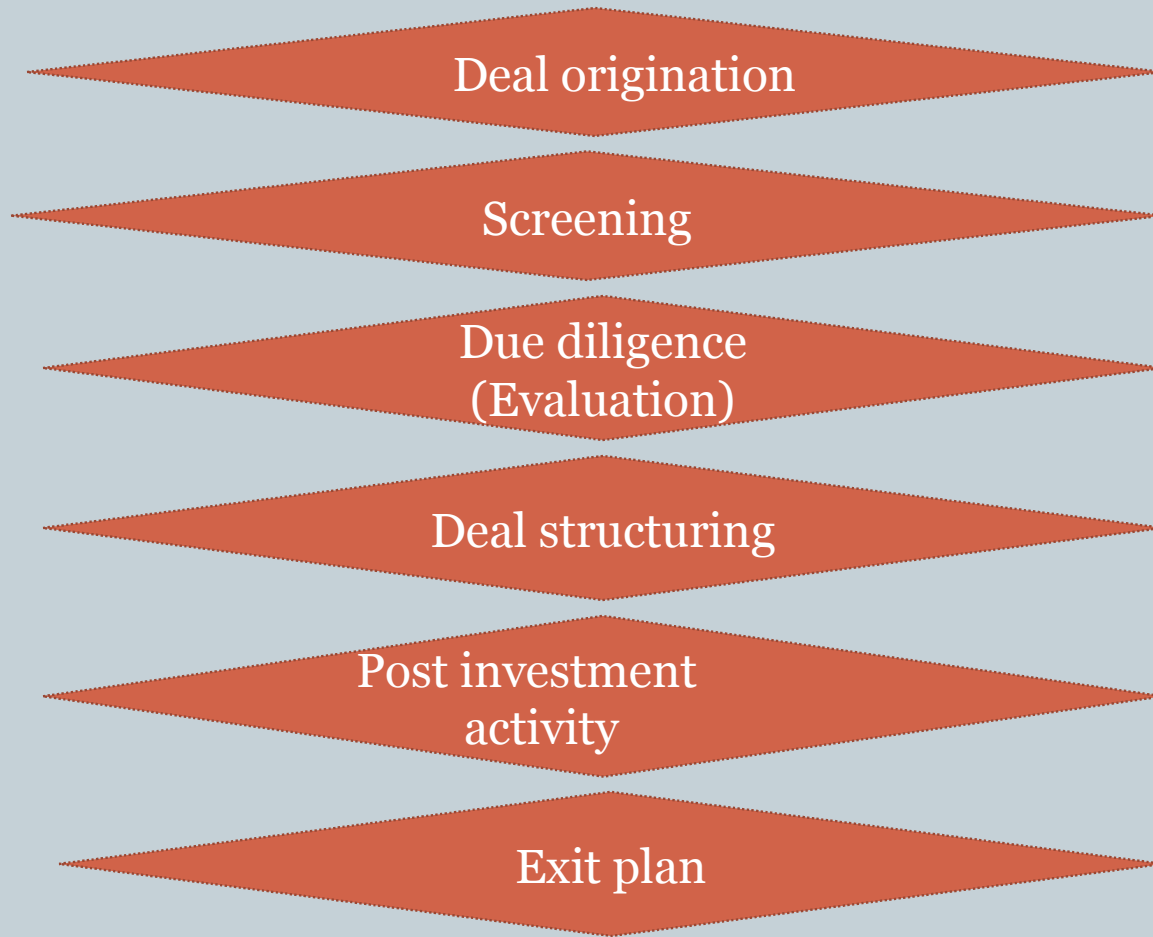 Deal origination
Screening
Due diligence
(Evaluation)
Deal structuring
Post investment
activity
Exit plan